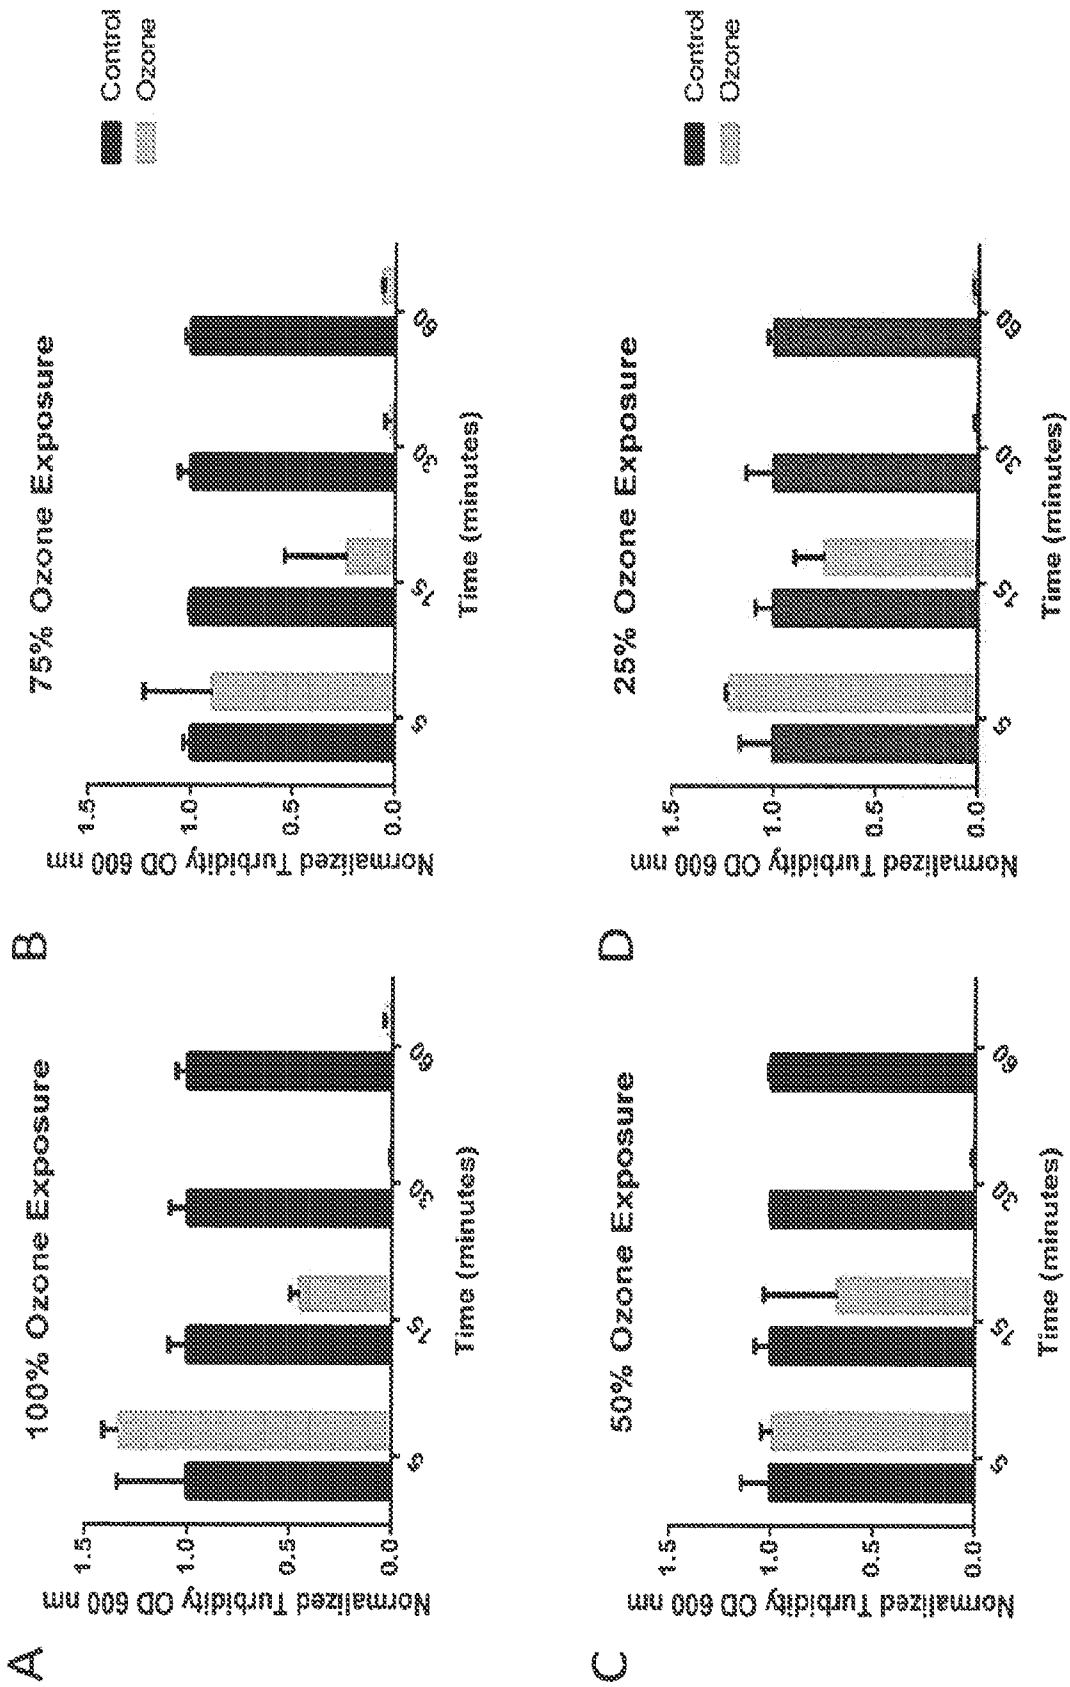 A
100% Ozone Exposure
Normalized Turbidity OD 600 nm
1.5
1.0
0.5
0.0
5
15
30
60
Time (minutes)
B
75% Ozone Exposure
Normalized Turbidity OD 600 nm
1.5
1.0
0.5
0.0
5
15
30
60
Time (minutes)
Control
Ozone
C
50% Ozone Exposure
Normalized Turbidity OD 600 nm
1.5
1.0
0.5
0.0
5
15
30
60
Time (minutes)
D
25% Ozone Exposure
Normalized Turbidity OD 600 nm
1.5
1.0
0.5
0.0
5
15
30
60
Time (minutes)
Control
Ozone